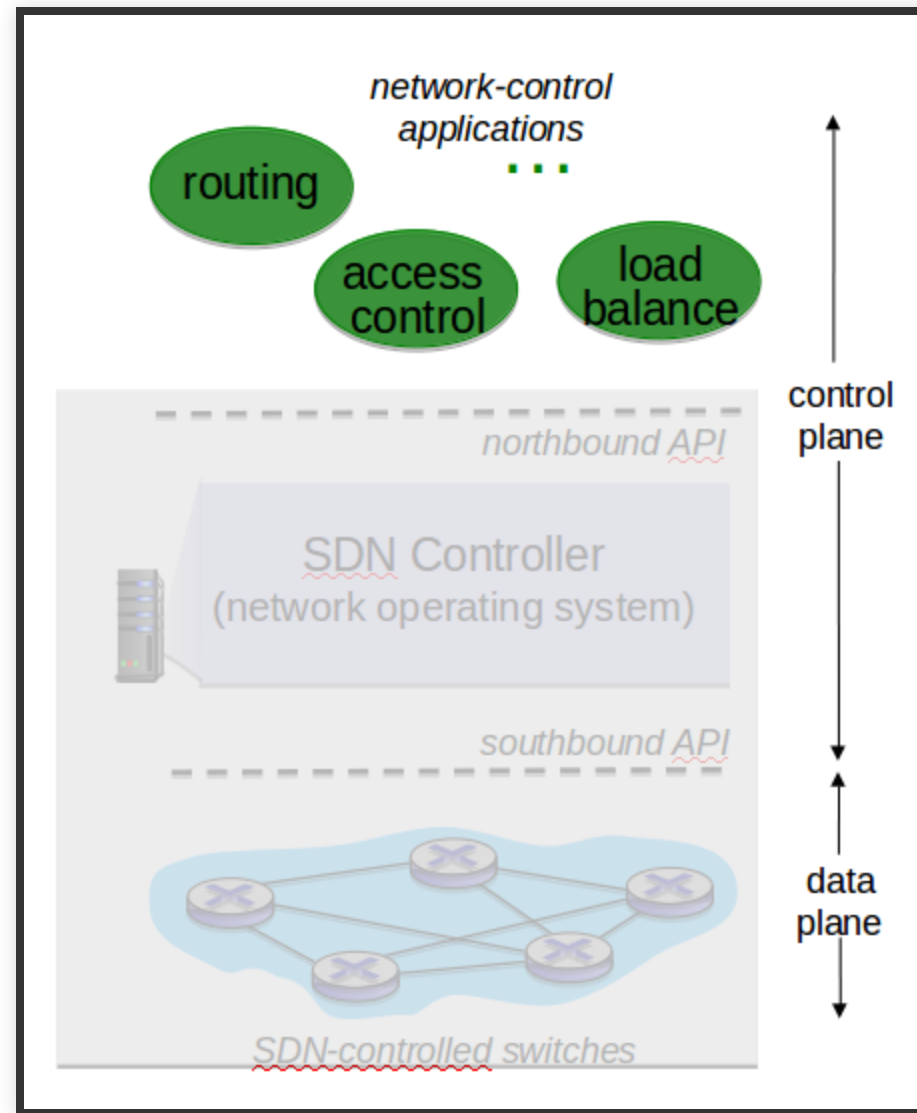 network-control
applications
...
routing
access
control
load
balance
control
plane
northbound API
SDN Controller
(network operating system)
southbound API
data
plane
SDN-controlled switches